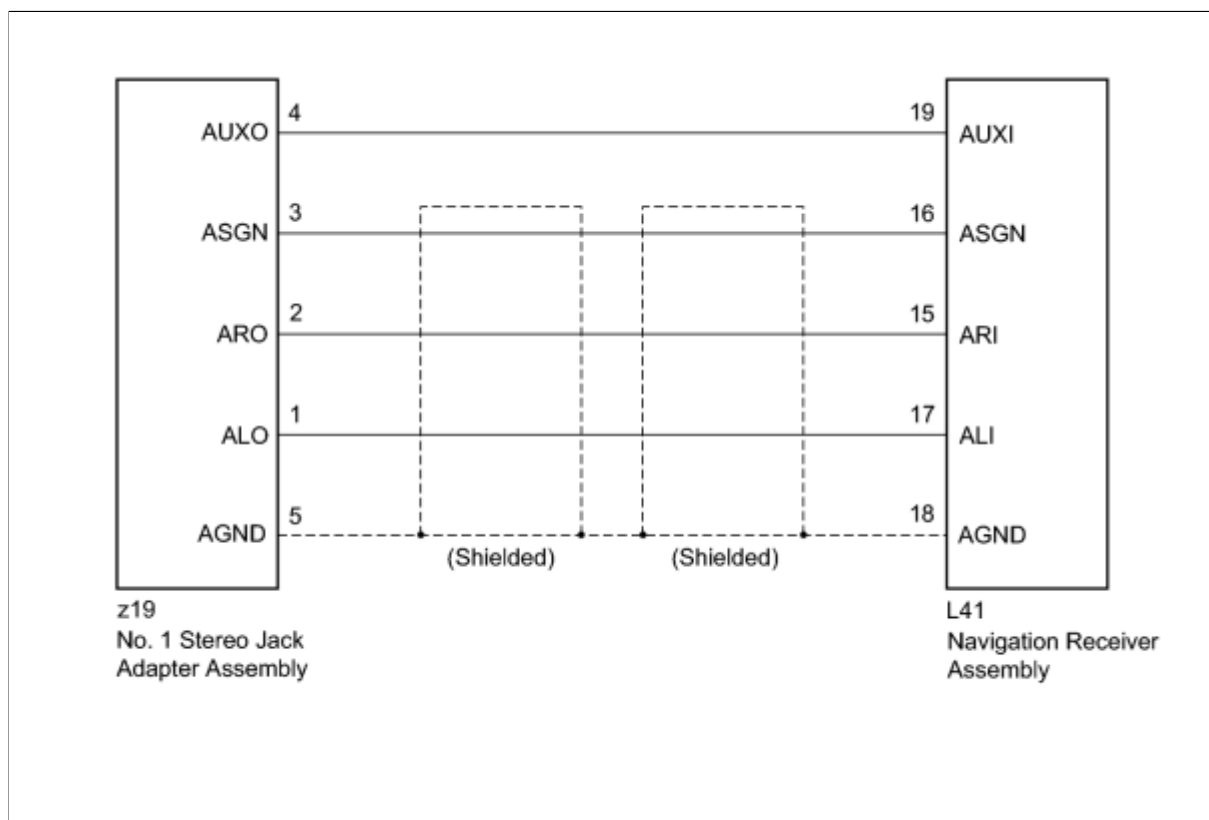 4 19
AUXO AUXI
3 16
ASGN ASGN
2 15
ARO ARI
1 17
ALO ALI
5 18
AGND AGND
(Shielded) (Shielded)
z19
No. 1 Stereo Jack
Adapter Assembly
L41
Navigation Receiver
Assembly